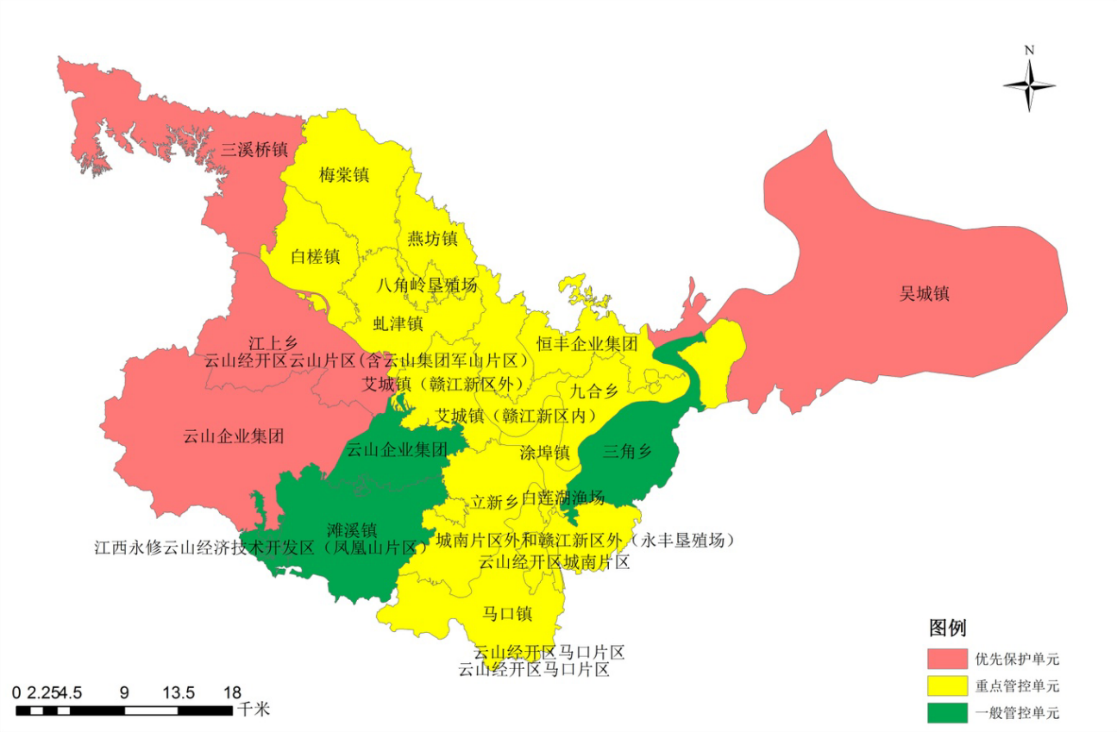 N
三溪桥镇
梅棠镇
燕坊镇
白槎镇
八角岭垦殖场
吴城镇
虬津镇
江上乡
恒丰企业集团
云山经开区云山片区(含云山集团军山片区)
艾城镇（赣江新区外）
九合乡
艾城镇（赣江新区内）
云山企业集团
云山企业集团
涂埠镇
三角乡
立新乡
白莲湖渔场
滩溪镇
城南片区外和赣江新区外（永丰垦殖场）
江西永修云山经济技术开发区（凤凰山片区）
云山经开区城南片区
马口镇
云山经开区马口片区
云山经开区马口片区
图例
优先保护单元
重点管控单元
一般管控单元
0 2.254.5 9 13.5 18
千米